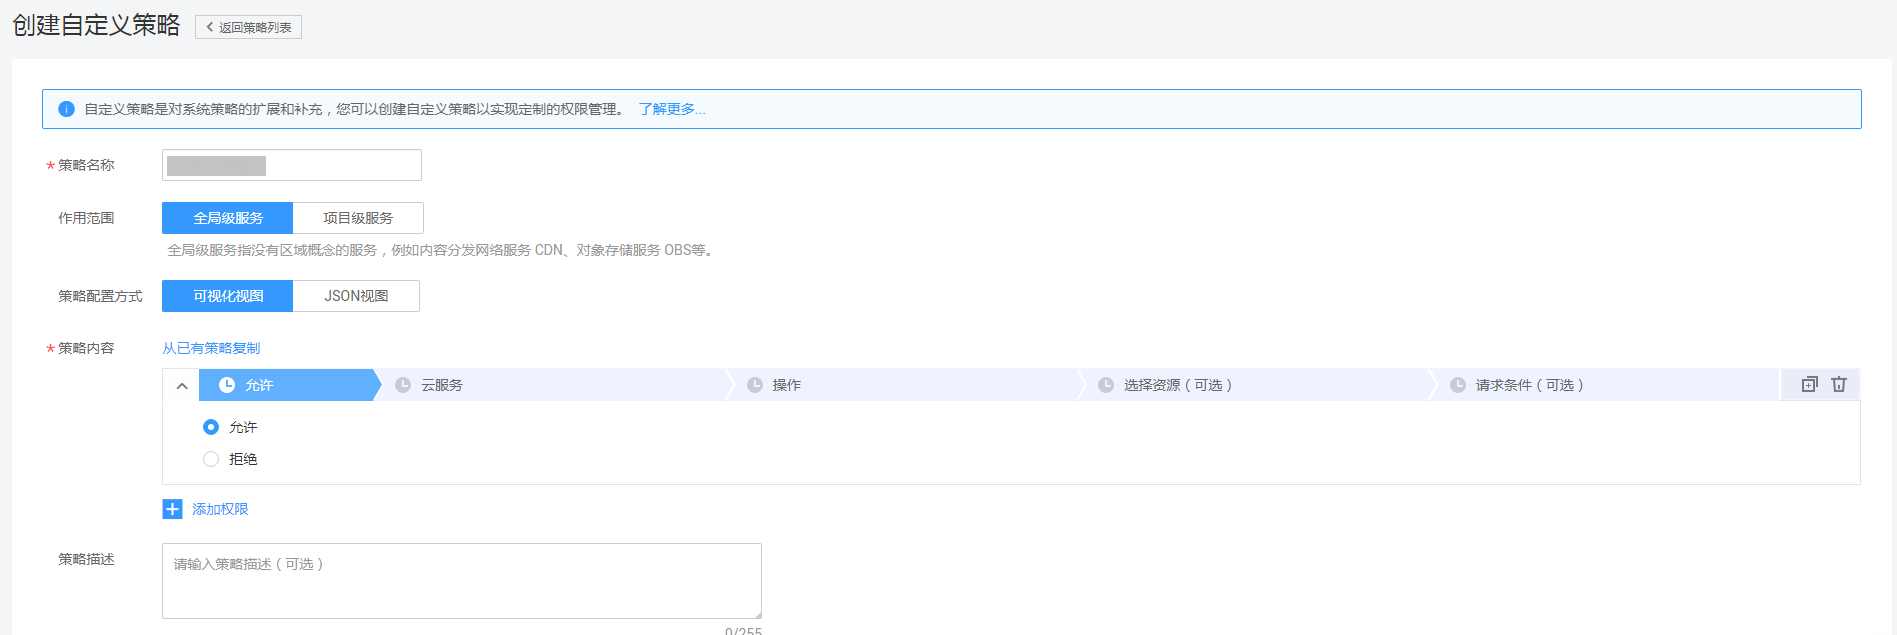 创建自定义策略 返回策略列表
自定义策略是对系统策略的扩展和补充，您可以创建自定义策略以实现定制的权限管理。 了解更多...
* 策略名称
作用范围 全局级服务 项目级服务
全局级服务指没有区域概念的服务，例如内容分发网络服务 CDN、对象存储服务 OBS等。
策略配置方式 可视化视图 JSON视图
* 策略内容 从已有策略复制
允许 云服务 操作 选择资源（可选） 请求条件（可选）
允许
拒绝
添加权限
策略描述 请输入策略描述（可选）
0/255